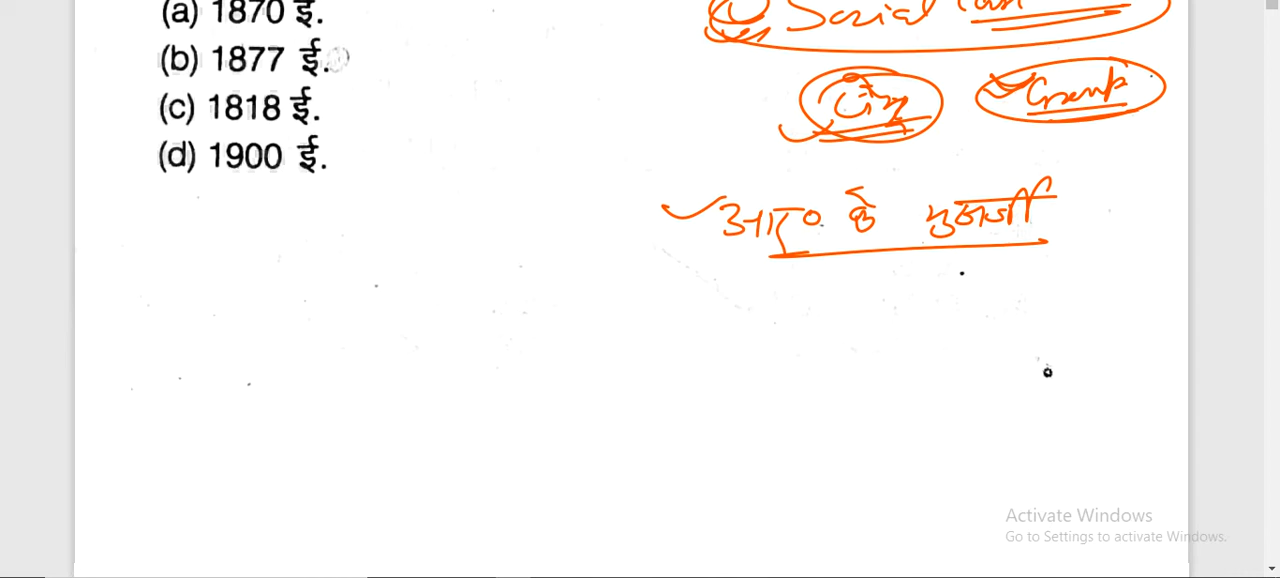 (a) 1870 ई.
(b) 1877 ई.
(c) 1818 ई.
(d) 1900 ई.
Social
आर० के मुखर्जी
Activate Windows
Go to Settings to activate Windows.